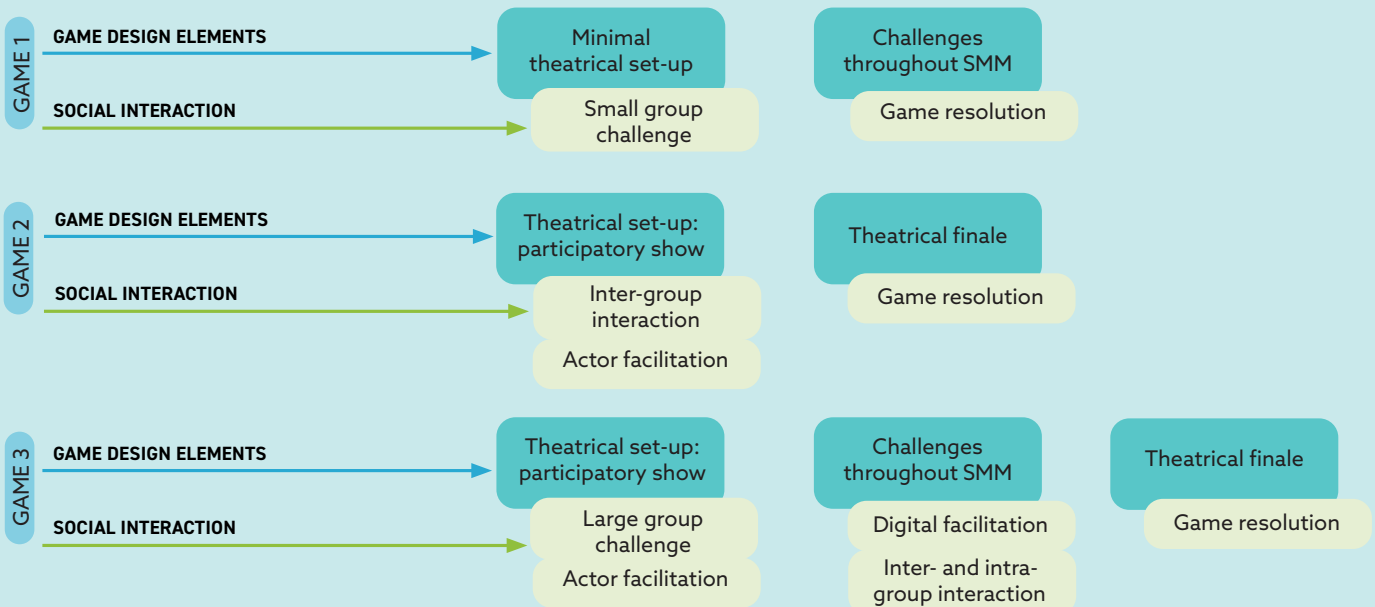 GAME 1
GAME DESIGN ELEMENTS
SOCIAL INTERACTION
Minimal
theatrical set-up
Small group
challenge
Challenges
throughout SMM
Game resolution
GAME 2
GAME DESIGN ELEMENTS
SOCIAL INTERACTION
Theatrical set-up:
participatory show
Inter-group
interaction
Actor facilitation
Theatrical finale
Game resolution
GAME 3
GAME DESIGN ELEMENTS
SOCIAL INTERACTION
Theatrical set-up:
participatory show
Large group
challenge
Actor facilitation
Challenges
throughout SMM
Digital facilitation
Inter- and intra-
group interaction
Theatrical finale
Game resolution